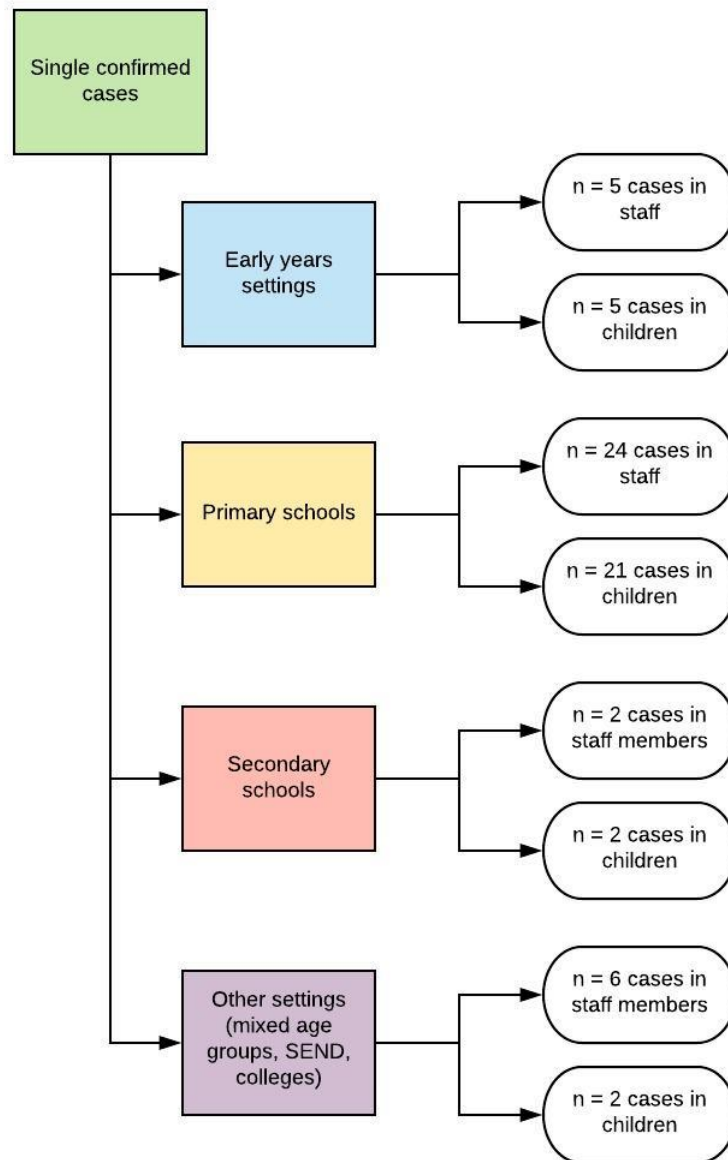 Single confirmed
cases
n = 5 cases in
staff
Early years
settings
n = 5 cases in
children
n = 24 cases in
staff
Primary schools
n = 21 cases in
children
n = 2 cases in
staff members
Secondary
schools
n = 2 cases in
children
n = 6 cases in
staff members
Other settings
(mixed age
groups, SEND,
colleges)
n = 2 cases in
children